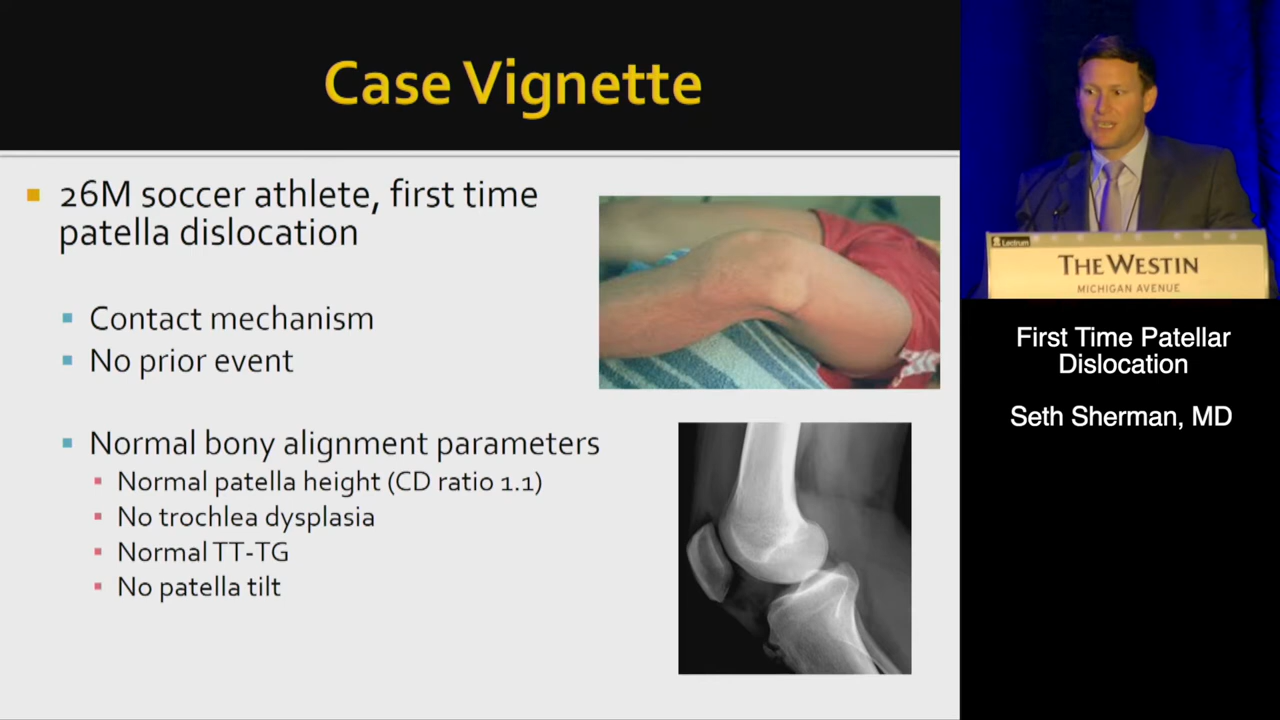 Case Vignette
26M soccer athlete, first time
patella dislocation
Contact mechanism
No prior event
Normal bony alignment parameters
Normal patella height (CD ratio 1.1)
No trochlea dysplasia
Normal TT-TG
No patella tilt
Lectrum
THE WESTIN
MICHIGAN AVENUE
First Time Patellar
Dislocation
Seth Sherman, MD